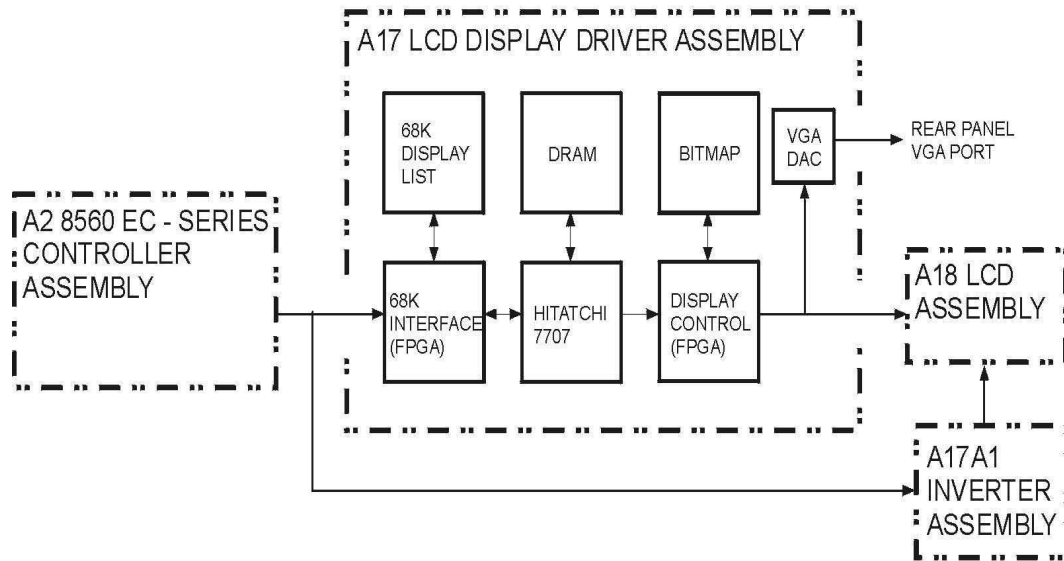 A17 LCD DISPLAY DRIVER ASSEMBLY
68K
DISPLAY
LIST
DRAM
BITMAP
VGA
DAC
REAR PANEL
VGA PORT
A2 8560 EC - SERIES
CONTROLLER
ASSEMBLY
68K
INTERFACE
(FPGA)
HITATCHI
7707
DISPLAY
CONTROL
(FPGA)
A18 LCD
ASSEMBLY
A17A1
INVERTER
ASSEMBLY